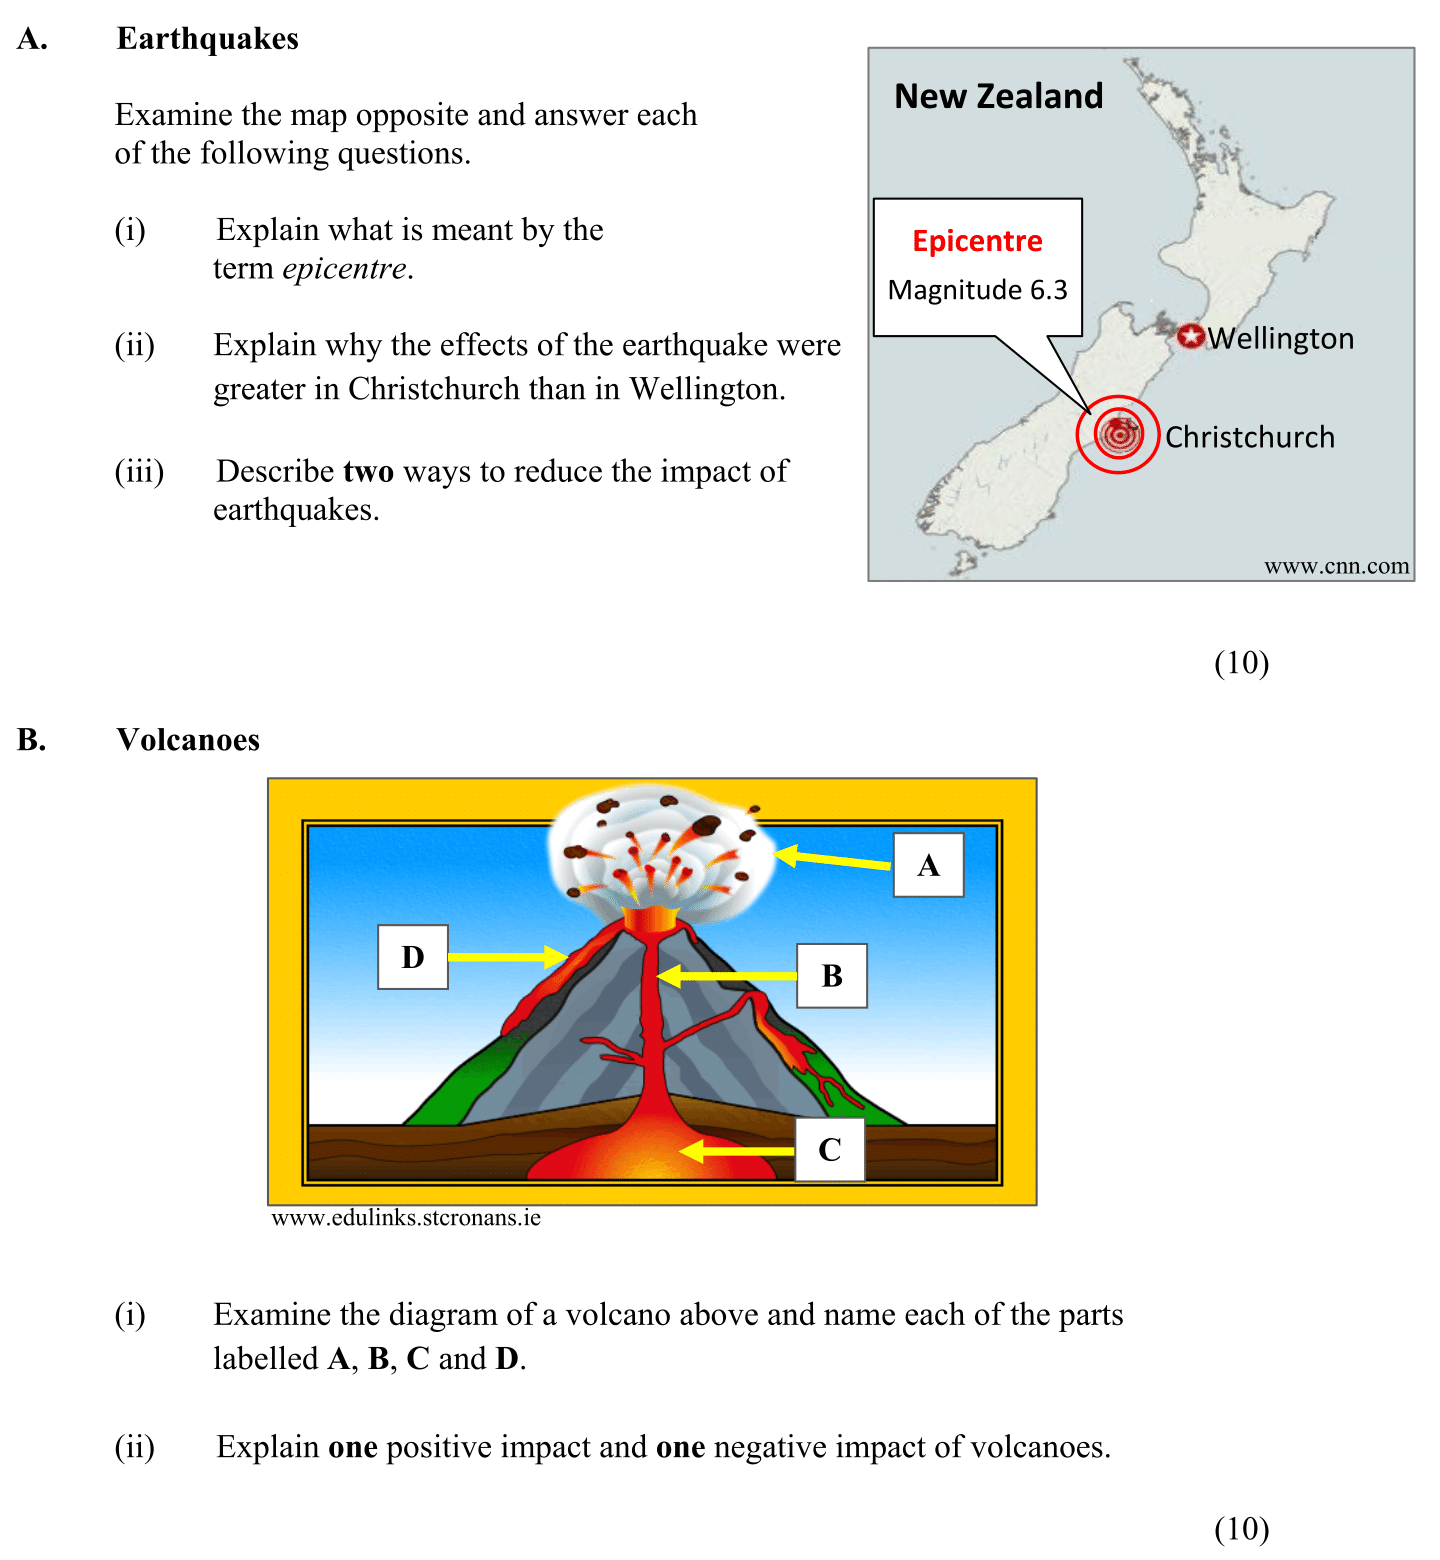 A. Earthquakes
Examine the map opposite and answer each
of the following questions.
(i) Explain what is meant by the
term epicentre.
(ii) Explain why the effects of the earthquake were
greater in Christchurch than in Wellington.
(iii) Describe two ways to reduce the impact of
earthquakes.
New Zealand
Epicentre
Magnitude 6.3
Wellington
Christchurch
www.cnn.com
(10)
B. Volcanoes
A
D
B
C
www.edulinks.stcronans.ie
(i) Examine the diagram of a volcano above and name each of the parts
labelled A, B, C and D.
(ii) Explain one positive impact and one negative impact of volcanoes.
(10)